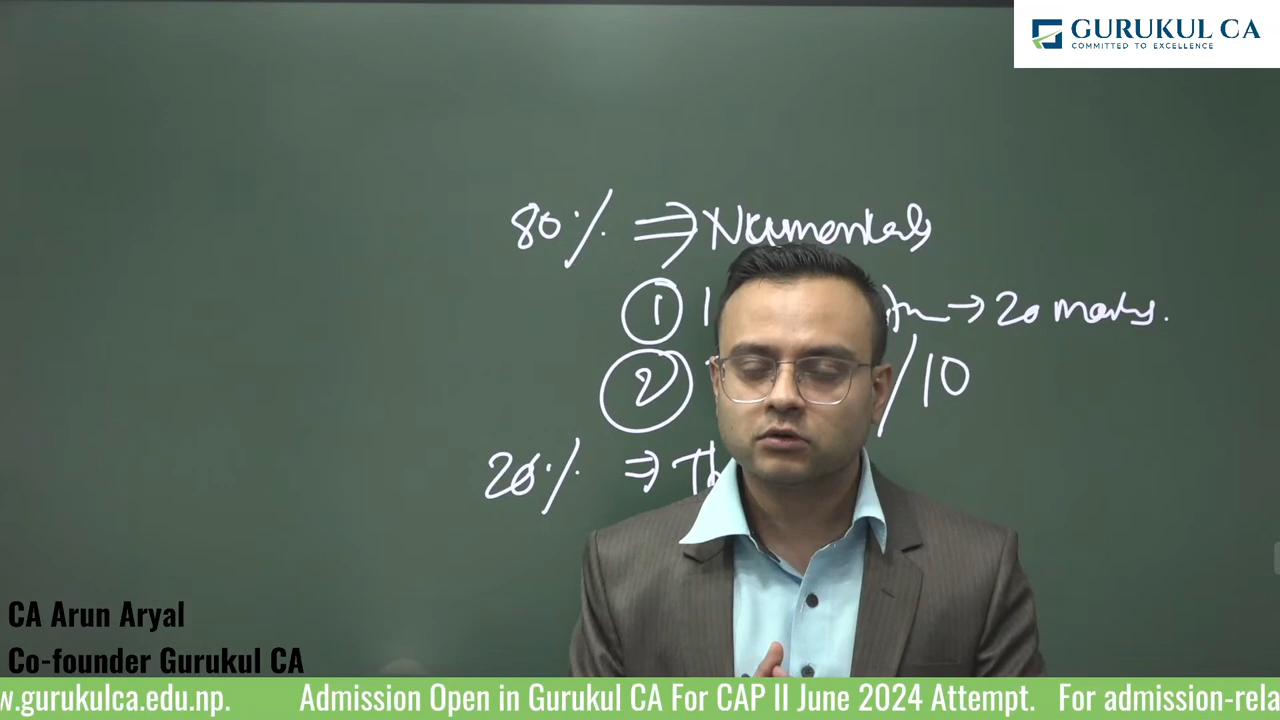 GURUKUL CA
COMMITTED TO EXCELLENCE
80% ⇒ Numericals
① → 20 marks.
② /10
20% ⇒ Th
CA Arun Aryal
Co-founder Gurukul CA
w.gurukulca.edu.np. Admission Open in Gurukul CA For CAP II June 2024 Attempt. For admission-rela